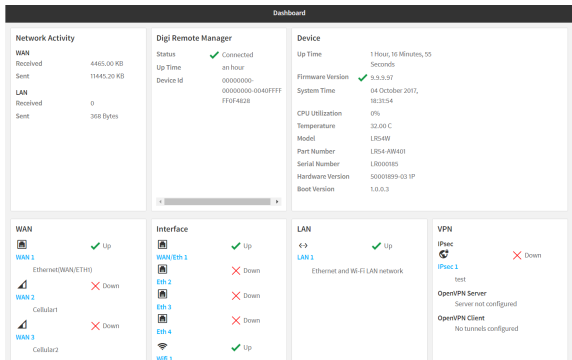 Dashboard
Network Activity
WAN
Received 4465.00 KB
Sent 11445.20 KB
LAN
Received 0
Sent 368 Bytes
Digi Remote Manager
Status Connected
Up Time an hour
Device Id 00000000-
00000000-0040FFFF
FF0F4828
Device
Up Time 1 Hour, 16 Minutes, 55
Seconds
Firmware Version 9.9.9.97
System Time 04 October 2017,
18:31:54
CPU Utilization 0%
Temperature 32.00 C
Model LR54W
Part Number LR54-AW401
Serial Number LR000185
Hardware Version 50001899-03 1P
Boot Version 1.0.0.3
WAN
Up
WAN 1
Ethernet(WAN/ETH1)
Down
WAN 2
Cellular1
Down
WAN 3
Cellular2
Interface
Up
WAN/Eth 1
Down
Eth 2
Down
Eth 3
Down
Eth 4
Up
Wifi 1
LAN
Up
LAN 1
Ethernet and Wi-Fi LAN network
VPN
IPsec
Down
IPsec 1
test
OpenVPN Server
Server not configured
OpenVPN Client
No tunnels configured